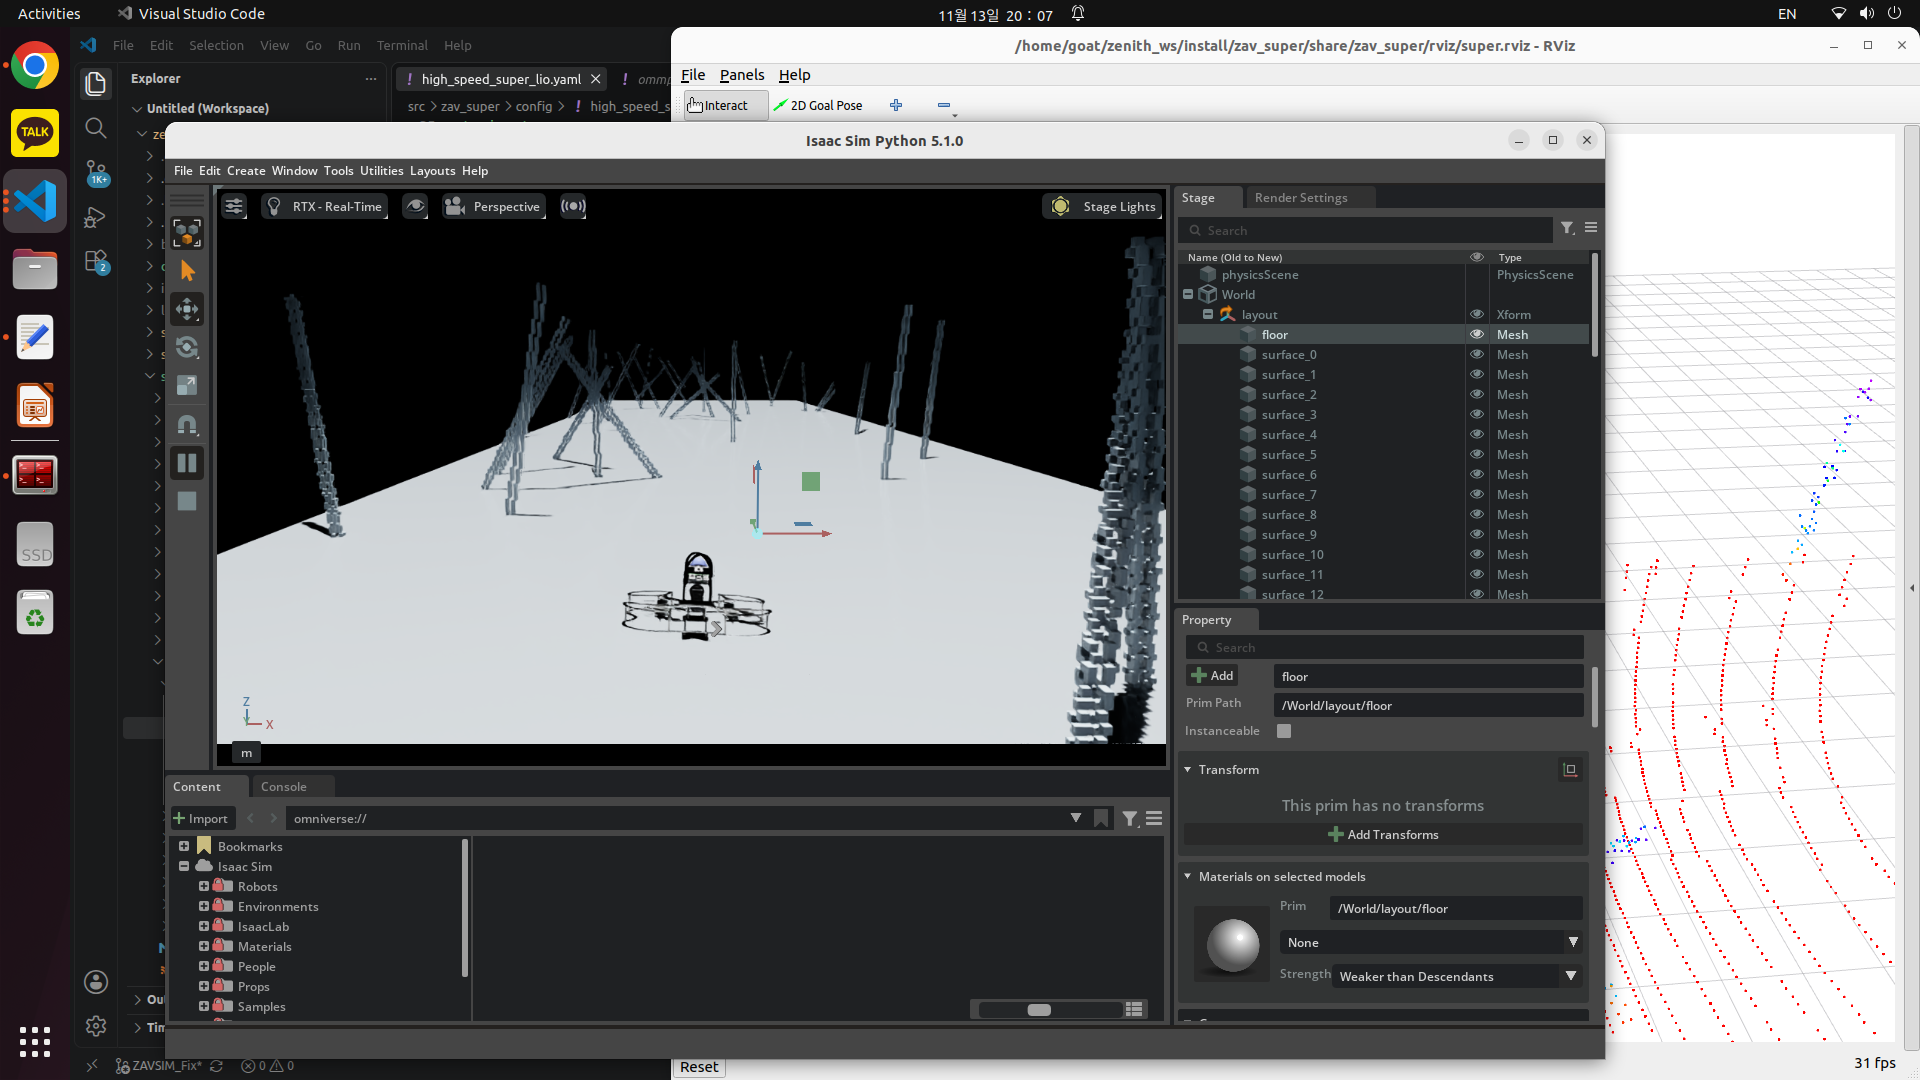 Activities
Visual Studio Code
11월 13일 20 : 07
EN
File Edit Selection View Go Run Terminal Help
/home/goat/zenith_ws/install/zav_super/share/zav_super/rviz/super.rviz - RViz
File Panels Help
Interact
2D Goal Pose
Explorer
high_speed_super_lio.yaml
src > zav_super > config >
Untitled (Workspace)
TALK
1K+
2
SSD
Isaac Sim Python 5.1.0
File Edit Create Window Tools Utilities Layouts Help
RTX - Real-Time
Perspective
Stage Lights
Z
X
m
Stage
Render Settings
Search
Name (Old to New)
Type
physicsScene PhysicsScene
World
layout Xform
floor Mesh
surface_0 Mesh
surface_1 Mesh
surface_2 Mesh
surface_3 Mesh
surface_4 Mesh
surface_5 Mesh
surface_6 Mesh
surface_7 Mesh
surface_8 Mesh
surface_9 Mesh
surface_10 Mesh
surface_11 Mesh
surface_12 Mesh
Property
Search
Add
floor
Prim Path
/World/layout/floor
Instanceable
Transform
This prim has no transforms
Add Transforms
Materials on selected models
Prim
/World/layout/floor
None
Strength
Weaker than Descendants
Content
Console
Import
omniverse://
Bookmarks
Isaac Sim
Robots
Environments
IsaacLab
Materials
People
Props
Samples
ZAVSIM_Fix*
0 0
Reset
31 fps